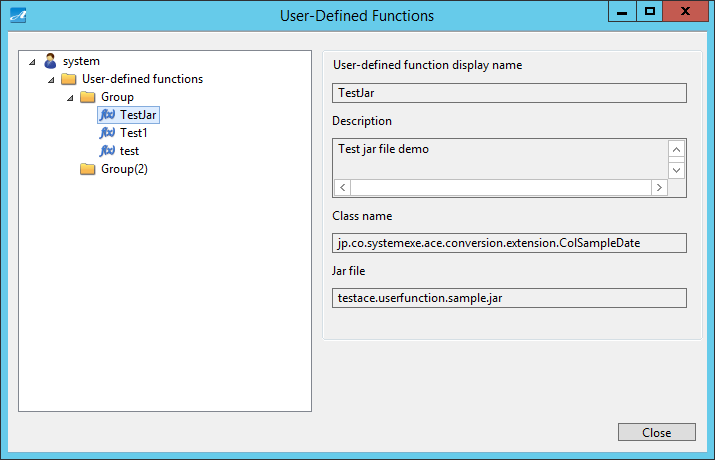 User-Defined Functions
system
User-defined functions
Group
f(x) TestJar
f(x) Test1
f(x) test
Group(2)
User-defined function display name
TestJar
Description
Test jar file demo
Class name
jp.co.systemexe.ace.conversion.extension.ColSampleDate
Jar file
testace.userfunction.sample.jar
Close